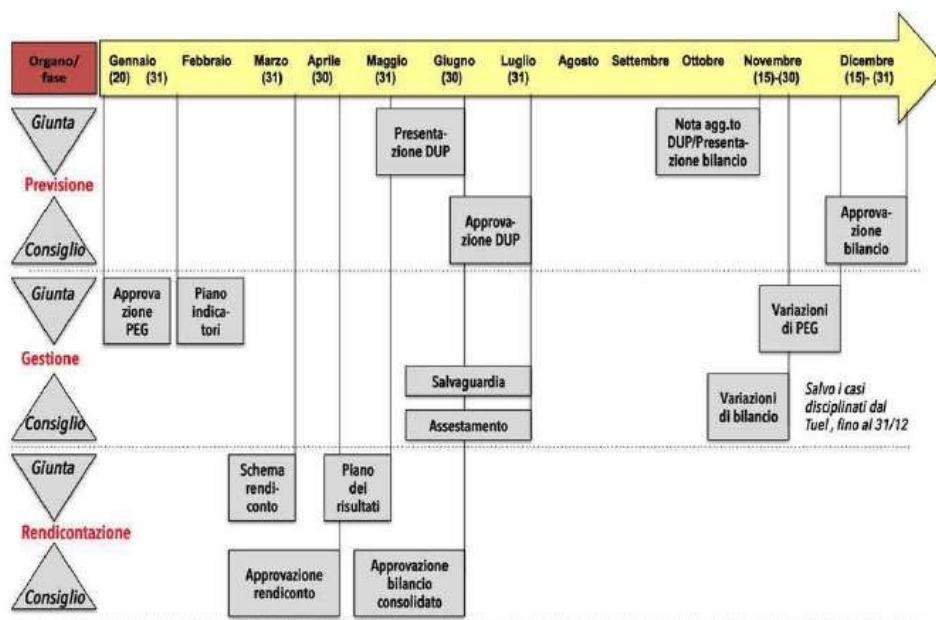 Organo/
fase
Gennaio
(20) (31)
Febbraio
Marzo
(31)
Aprile
(30)
Maggio
(31)
Giugno
(30)
Luglio
(31)
Agosto
Settembre
Ottobre
Novembre
(15)-(30)
Dicembre
(15)- (31)
Giunta
Previsione
Consiglio
Presenta-
zione DUP
Nota agg.to
DUP/Presenta-
zione bilancio
Approva-
zione DUP
Approva-
zione
bilancio
Giunta
Gestione
Consiglio
Approva
zione
PEG
Piano
indica-
tori
Variazioni
di PEG
Salvaguardia
Assestamento
Variazioni
di bilancio
Salvo i casi
disciplinati dal
Tuel , fino al 31/12
Giunta
Rendicontazione
Consiglio
Schema
rendi-
conto
Piano
dei
risultati
Approvazione
rendiconto
Approvazione
bilancio
consolidato